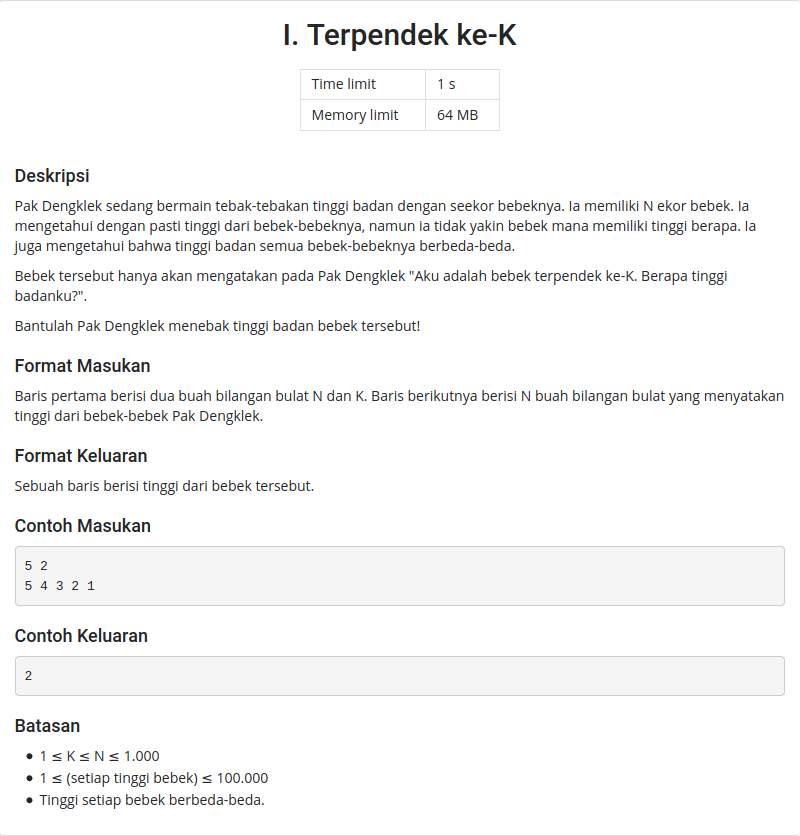 I. Terpendek ke-K
Time limit 1 s
Memory limit 64 MB
Deskripsi
Pak Dengklek sedang bermain tebak-tebakan tinggi badan dengan seekor bebeknya. Ia memiliki N ekor bebek. Ia
mengetahui dengan pasti tinggi dari bebek-bebeknya, namun ia tidak yakin bebek mana memiliki tinggi berapa. Ia
juga mengetahui bahwa tinggi badan semua bebek-bebeknya berbeda-beda.
Bebek tersebut hanya akan mengatakan pada Pak Dengklek "Aku adalah bebek terpendek ke-K. Berapa tinggi
badanku?".
Bantulah Pak Dengklek menebak tinggi badan bebek tersebut!
Format Masukan
Baris pertama berisi dua buah bilangan bulat N dan K. Baris berikutnya berisi N buah bilangan bulat yang menyatakan
tinggi dari bebek-bebek Pak Dengklek.
Format Keluaran
Sebuah baris berisi tinggi dari bebek tersebut.
Contoh Masukan
5 2
5 4 3 2 1
Contoh Keluaran
2
Batasan
• 1 ≤ K ≤ N ≤ 1.000
• 1 ≤ (setiap tinggi bebek) ≤ 100.000
• Tinggi setiap bebek berbeda-beda.